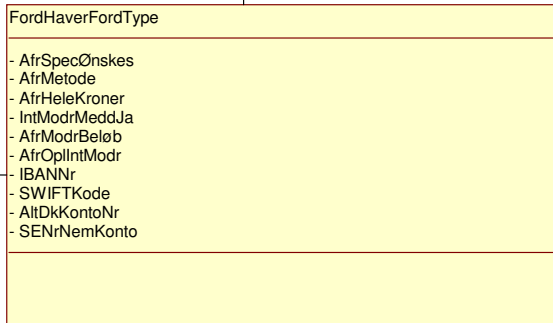 FordHaverFordType
- AfrSpecØnskes
- AfrMetode
- AfrHeleKroner
- IntModrMeddJa
- AfrModrBeløb
- AfrOplIntModr
- IBANNr
- SWIFTKode
- AltDkKontoNr
- SENrNemKonto